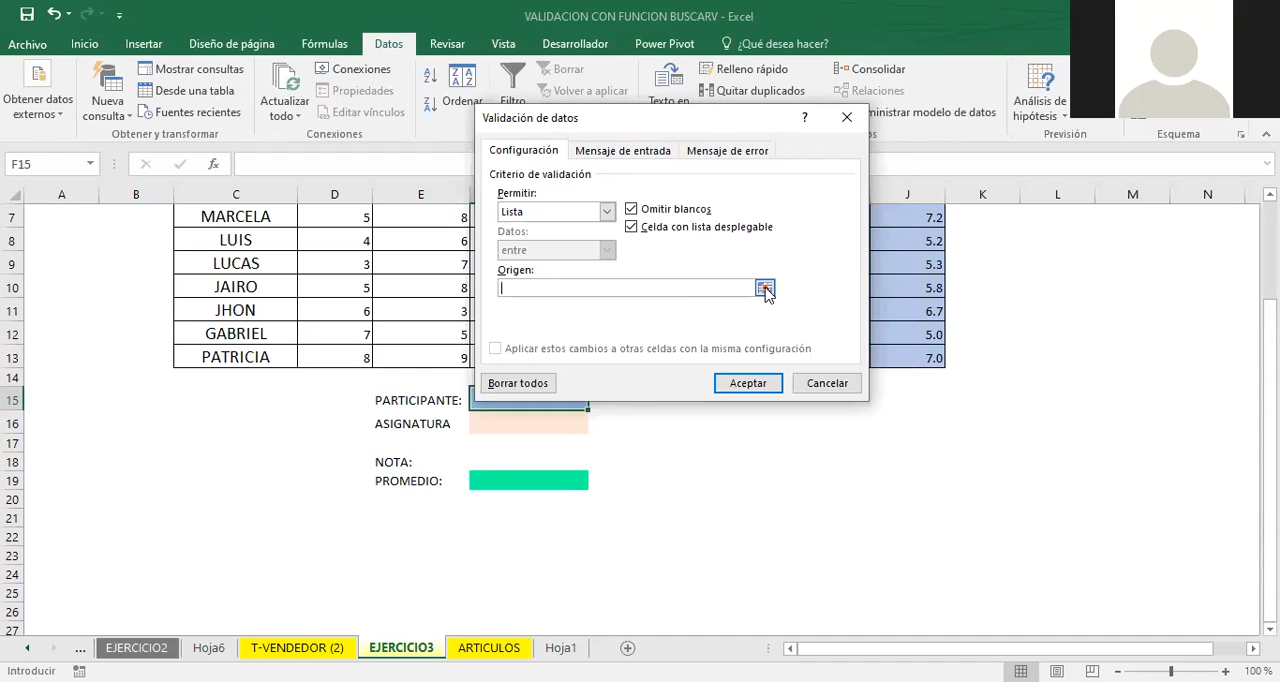 VALIDACION CON FUNCION BUSCARV - Excel
Archivo Inicio Insertar Diseño de página Fórmulas Datos Revisar Vista Desarrollador Power Pivot ¿Qué desea hacer?
Obtener datos externos
Nueva consulta
Mostrar consultas
Desde una tabla
Fuentes recientes
Obtener y transformar
Actualizar todo
Conexiones
Propiedades
Editar vínculos
Conexiones
Ordenar
Filtro
Borrar
Volver a aplicar
Texto en
Relleno rápido
Quitar duplicados
Consolidar
Relaciones
ministrar modelo de datos
Análisis de hipótesis
Previsión
Esquema
F15
fx
Validación de datos
?
Configuración Mensaje de entrada Mensaje de error
Criterio de validación
Permitir:
Lista
Omitir blancos
Celda con lista desplegable
Datos:
entre
Origen:
Aplicar estos cambios a otras celdas con la misma configuración
Borrar todos Aceptar Cancelar
A B C D E J K L M N
7 MARCELA 5 8 7.2
8 LUIS 4 6 5.2
9 LUCAS 3 7 5.3
10 JAIRO 5 8 5.8
11 JHON 6 3 6.7
12 GABRIEL 7 5 5.0
13 PATRICIA 8 9 7.0
14
15 PARTICIPANTE:
16 ASIGNATURA
17
18 NOTA:
19 PROMEDIO:
20
21
22
23
24
25
26
27
... EJERCICIO2 Hoja6 T-VENDEDOR (2) EJERCICIO3 ARTICULOS Hoja1
Introducir
100 %